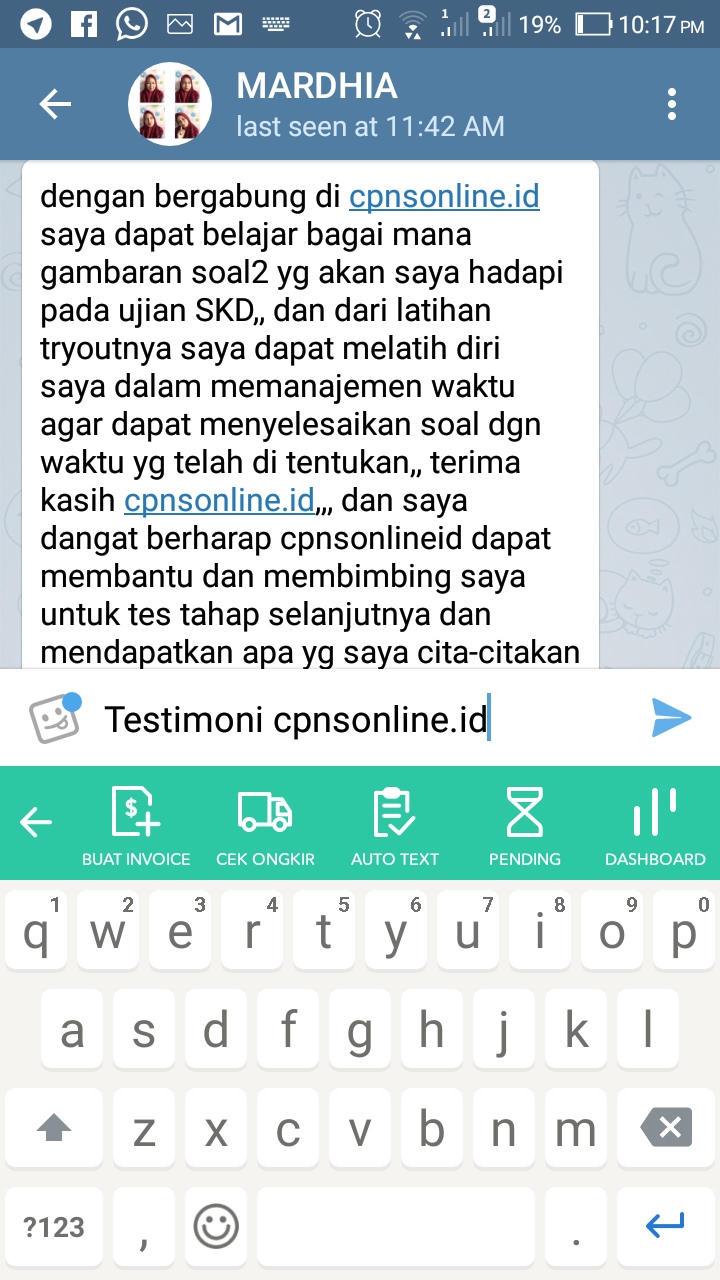 1 2 19% 10:17 PM
MARDHIA
last seen at 11:42 AM
dengan bergabung di cpnsonline.id
saya dapat belajar bagai mana
gambaran soal2 yg akan saya hadapi
pada ujian SKD,, dan dari latihan
tryoutnya saya dapat melatih diri
saya dalam memanajemen waktu
agar dapat menyelesaikan soal dgn
waktu yg telah di tentukan,, terima
kasih cpnsonline.id,,, dan saya
dangat berharap cpnsonlineid dapat
membantu dan membimbing saya
untuk tes tahap selanjutnya dan
mendapatkan apa yg saya cita-citakan
Testimoni cpnsonline.id
$
BUAT INVOICE CEK ONGKIR AUTO TEXT PENDING DASHBOARD
1 2 3 4 5 6 7 8 9 0
q w e r t y u i o p
a s d f g h j k l
z x c v b n m
?123 , .